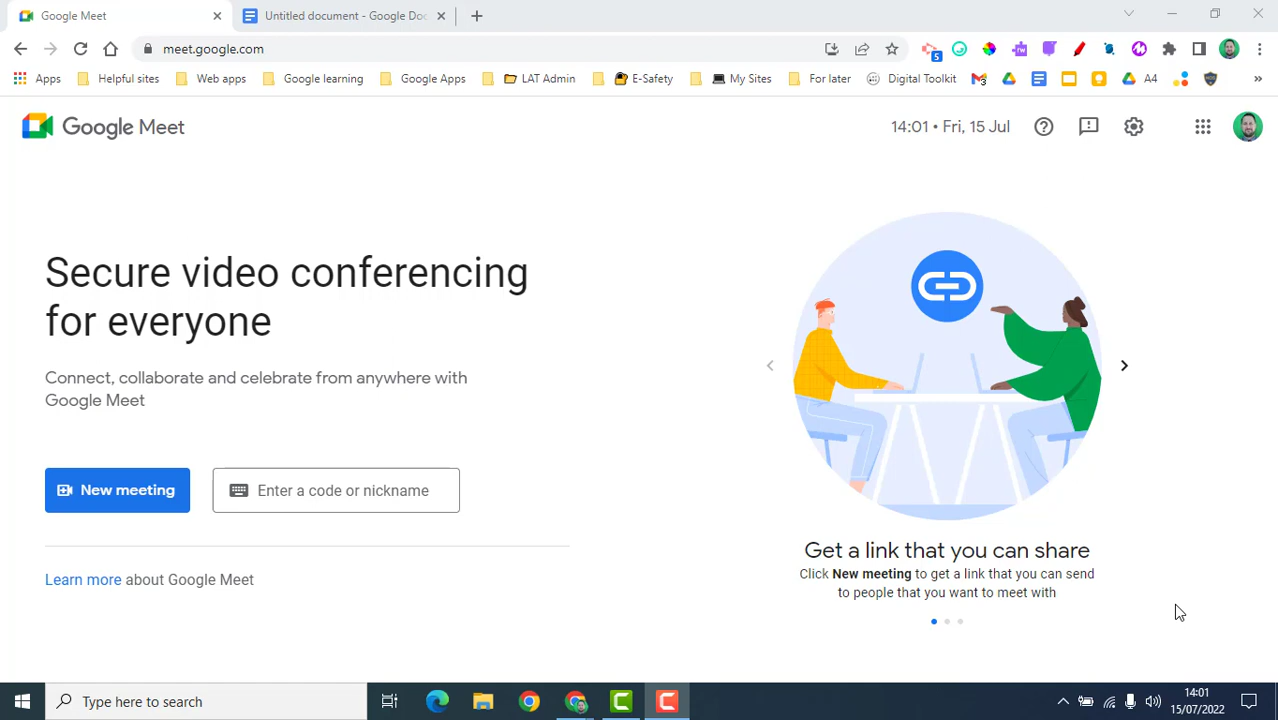 Google Meet
Untitled document - Google Doc
meet.google.com
5
Apps
Helpful sites
Web apps
Google learning
Google Apps
LAT Admin
E-Safety
My Sites
For later
Digital Toolkit
A4
»
Google Meet
14:01 • Fri, 15 Jul
Secure video conferencing
for everyone
Connect, collaborate and celebrate from anywhere with
Google Meet
New meeting
Enter a code or nickname
Learn more about Google Meet
Get a link that you can share
Click New meeting to get a link that you can send
to people that you want to meet with
Type here to search
14:01
15/07/2022